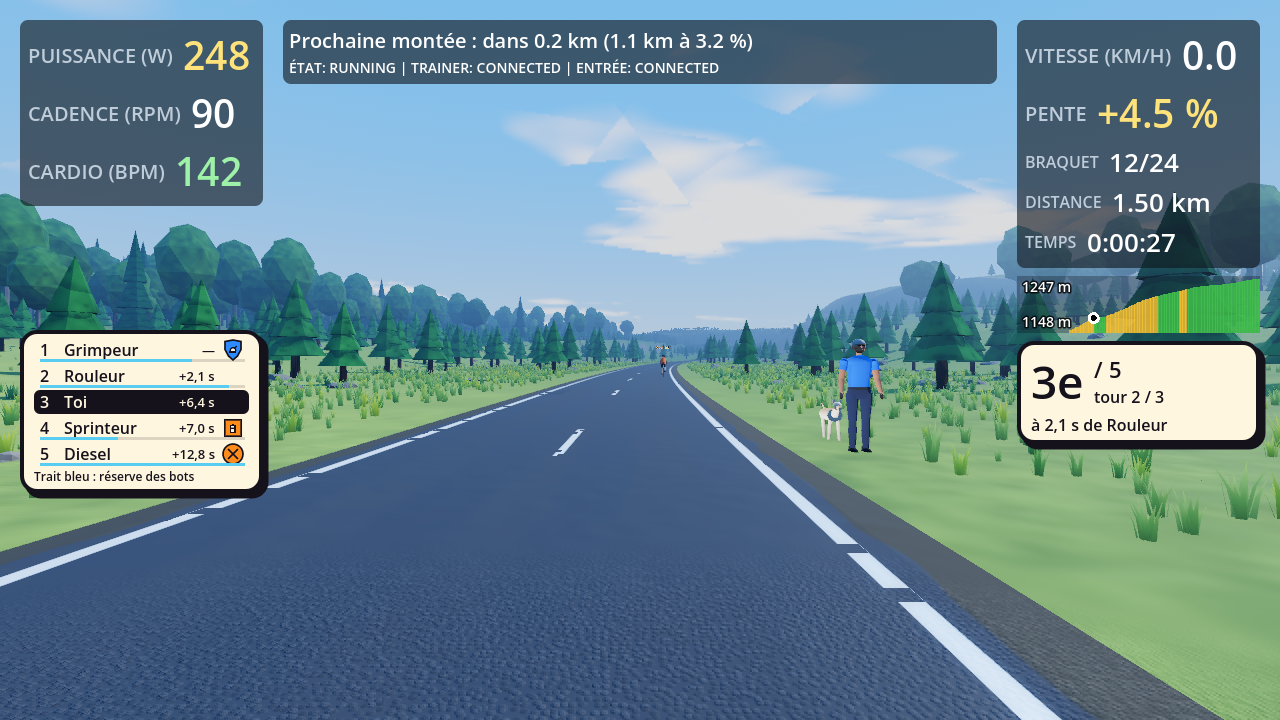 PUISSANCE (W) 248
CADENCE (RPM) 90
CARDIO (BPM) 142
Prochaine montée : dans 0.2 km (1.1 km à 3.2 %)
ÉTAT: RUNNING | TRAINER: CONNECTED | ENTRÉE: CONNECTED
VITESSE (KM/H) 0.0
PENTE +4.5 %
BRAQUET 12/24
DISTANCE 1.50 km
TEMPS 0:00:27
1247 m
1148 m
1 Grimpeur —
2 Rouleur +2,1 s
3 Toi +6,4 s
4 Sprinteur +7,0 s
5 Diesel +12,8 s
Trait bleu : réserve des bots
3e / 5
tour 2 / 3
à 2,1 s de Rouleur